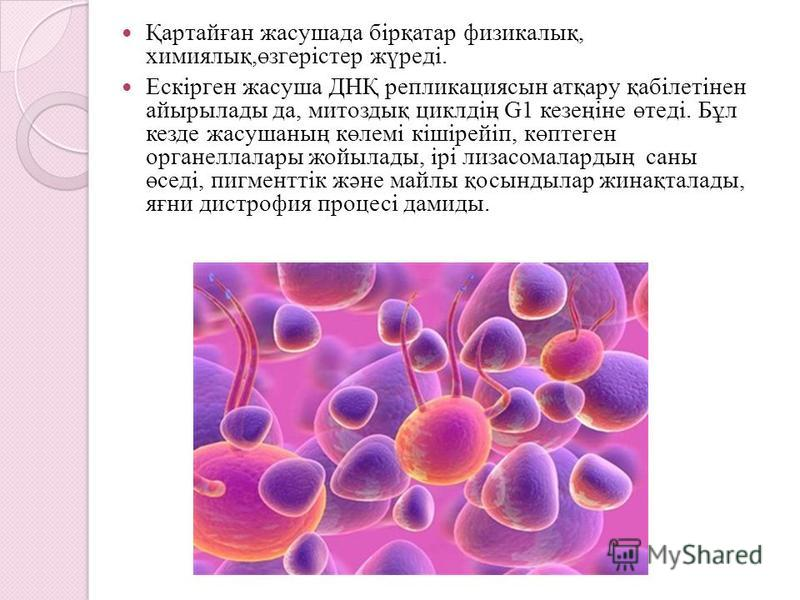 Қартайған жасушада бірқатар физикалық,
химиялық,өзгерістер жүреді.
Ескірген жасуша ДНҚ репликациясын атқару қабілетінен
айырылады да, митоздық циклдің G1 кезеңіне өтеді. Бұл
кезде жасушаның көлемі кішірейіп, көптеген
органеллалары жойылады, ірі лизасомалардың саны
өседі, пигменттік және майлы қосындылар жинақталады,
яғни дистрофия процесі дамиды.
MyShared